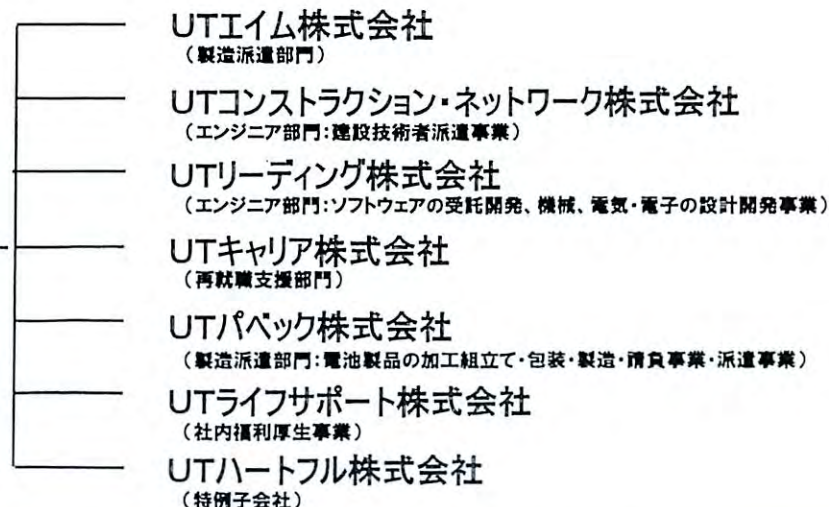 UTエイム株式会社
(製造派遣部門)
UTコンストラクション・ネットワーク株式会社
(エンジニア部門:建設技術者派遣事業)
UTリーディング株式会社
(エンジニア部門:ソフトウェアの受託開発、機械、電気・電子の設計開発事業)
UTキャリア株式会社
(再就職支援部門)
UTパベック株式会社
(製造派遣部門:電池製品の加工組立て・包装・製造・請負事業・派遣事業)
UTライフサポート株式会社
(社内福利厚生事業)
UTハートフル株式会社
(特例子会社)